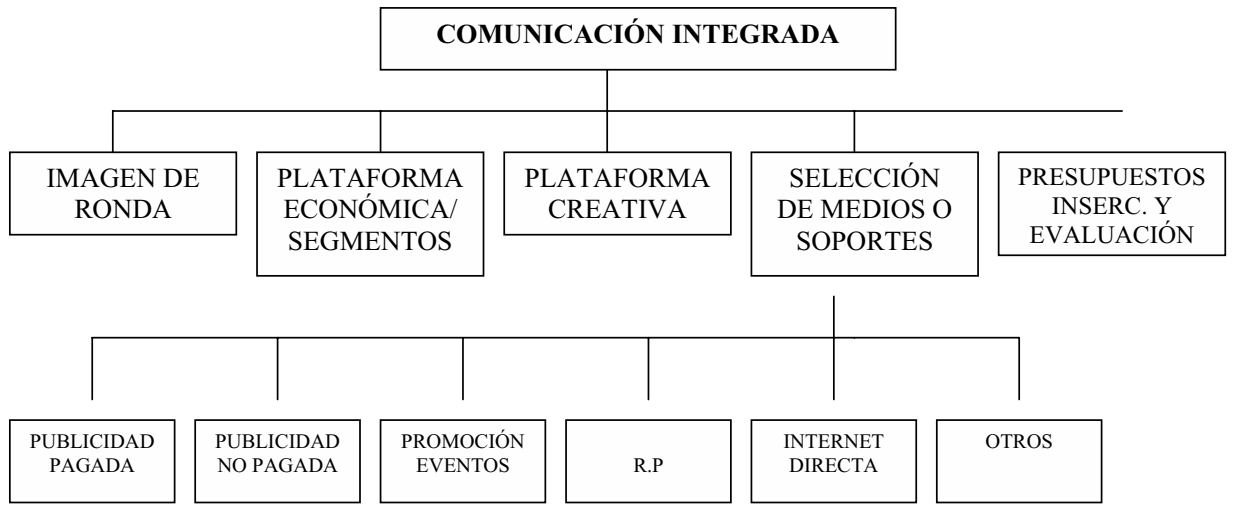 COMUNICACIÓN INTEGRADA
IMAGEN DE
RONDA
PLATAFORMA
ECONÓMICA/
SEGMENTOS
PLATAFORMA
CREATIVA
SELECCIÓN
DE MEDIOS O
SOPORTES
PRESUPUESTOS
INSERC. Y
EVALUACIÓN
PUBLICIDAD
PAGADA
PUBLICIDAD
NO PAGADA
PROMOCIÓN
EVENTOS
R.P
INTERNET
DIRECTA
OTROS